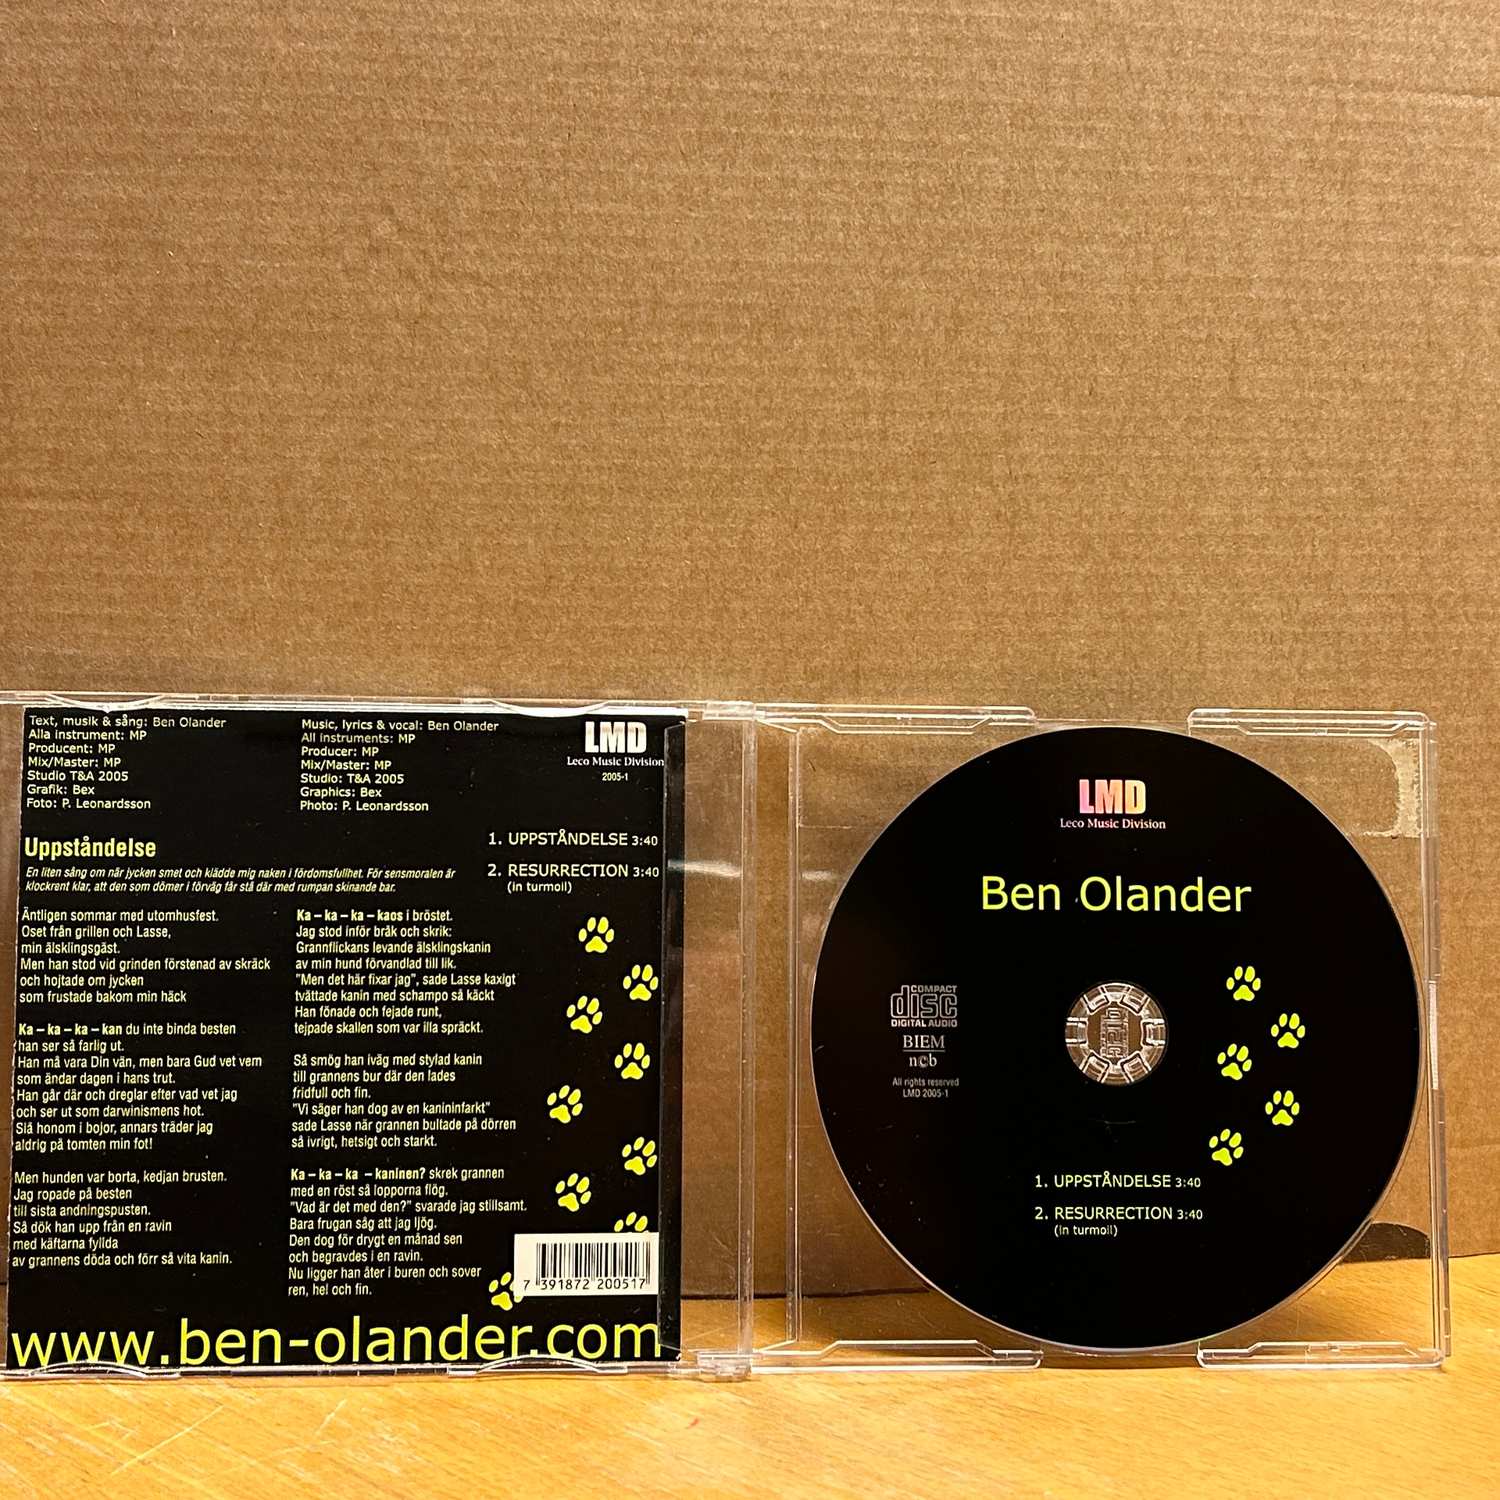 Text, musik & sång: Ben Olander
Alla instrument: MP
Producent: MP
Mix/Master: MP
Studio T&A 2005
Grafik: Bex
Foto: P. Leonardsson
Music, lyrics & vocal: Ben Olander
All instruments: MP
Producer: MP
Mix/Master: MP
Studio: T&A 2005
Graphics: Bex
Photo: P. Leonardsson
LMD
Leco Music Division
2005-1
1. UPPSTÅNDELSE 3:40
2. RESURRECTION 3:40
(in turmoil)
Uppståndelse
En liten sång om när jycken smet och klädde mig naken i fördomsfullhet. För sensmoralen är
klockrent klar, att den som dömer i förväg får stå där med rumpan skinande bar.
Äntligen sommar med utomhusfest.
Oset från grillen och Lasse,
min älsklingsgäst.
Men han stod vid grinden förstenad av skräck
och hojtade om jycken
som frustade bakom min häck
Ka – ka – ka – kan du inte binda besten
han ser så farlig ut.
Han må vara Din vän, men bara Gud vet vem
som ändar dagen i hans trut.
Han går där och dreglar efter vad vet jag
och ser ut som darwinismens hot.
Slå honom i bojor, annars träder jag
aldrig på tomten min fot!
Men hunden var borta, kedjan brusten.
Jag ropade på besten
till sista andningspusten.
Så dök han upp från en ravin
med käftarna fyllda
av grannens döda och förr så vita kanin.
Ka – ka – ka – kaos i bröstet.
Jag stod inför bråk och skrik:
Grannflickans levande älsklingskanin
av min hund förvandlad till lik.
"Men det här fixar jag", sade Lasse kaxigt
tvättade kanin med schampo så käckt
Han fönade och fejade runt,
tejpade skallen som var illa spräckt.
Så smög han iväg med stylad kanin
till grannens bur där den lades
fridfull och fin.
"Vi säger han dog av en kanininfarkt"
sade Lasse när grannen bultade på dörren
så ivrigt, hetsigt och starkt.
Ka – ka – ka – kaninen? skrek grannen
med en röst så lopporna flög.
"Vad är det med den?" svarade jag stillsamt.
Bara frugan såg att jag ljög.
Den dog för drygt en månad sen
och begravdes i en ravin.
Nu ligger han åter i buren och sover
ren, hel och fin.
7 391872 200517
www.ben-olander.com
LMD
Leco Music Division
Ben Olander
COMPACT
disc
DIGITAL AUDIO
BIEM
n©b
All rights reserved
LMD 2005-1
1. UPPSTÅNDELSE 3:40
2. RESURRECTION 3:40
(in turmoil)